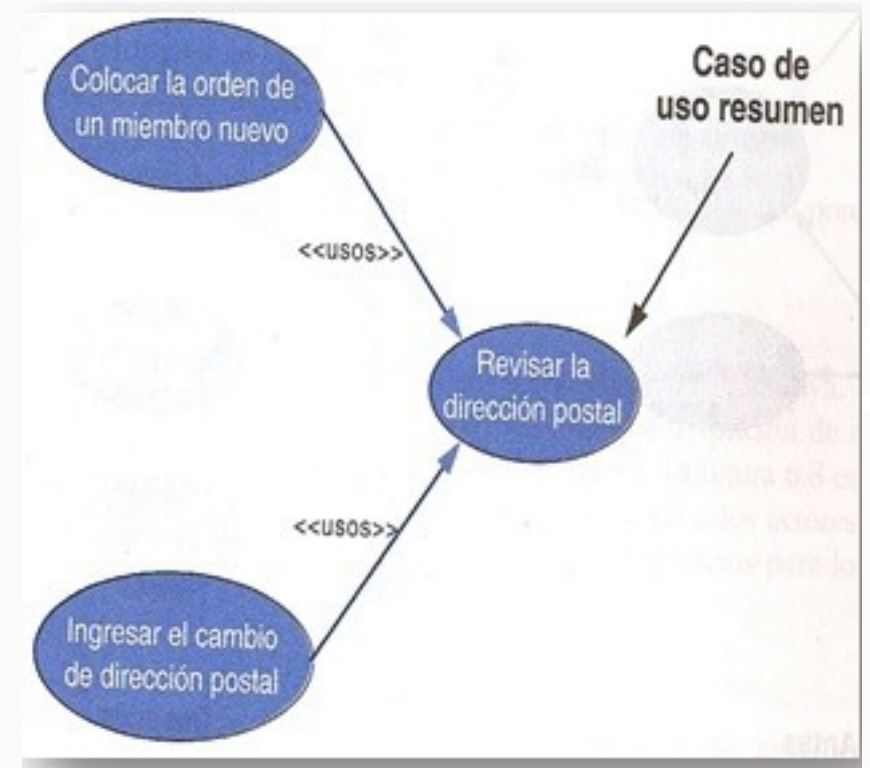 Colocar la orden de
un miembro nuevo
Caso de
uso resumen
<<usos>>
Revisar la
dirección postal
<<usos>>
Ingresar el cambio
de dirección postal